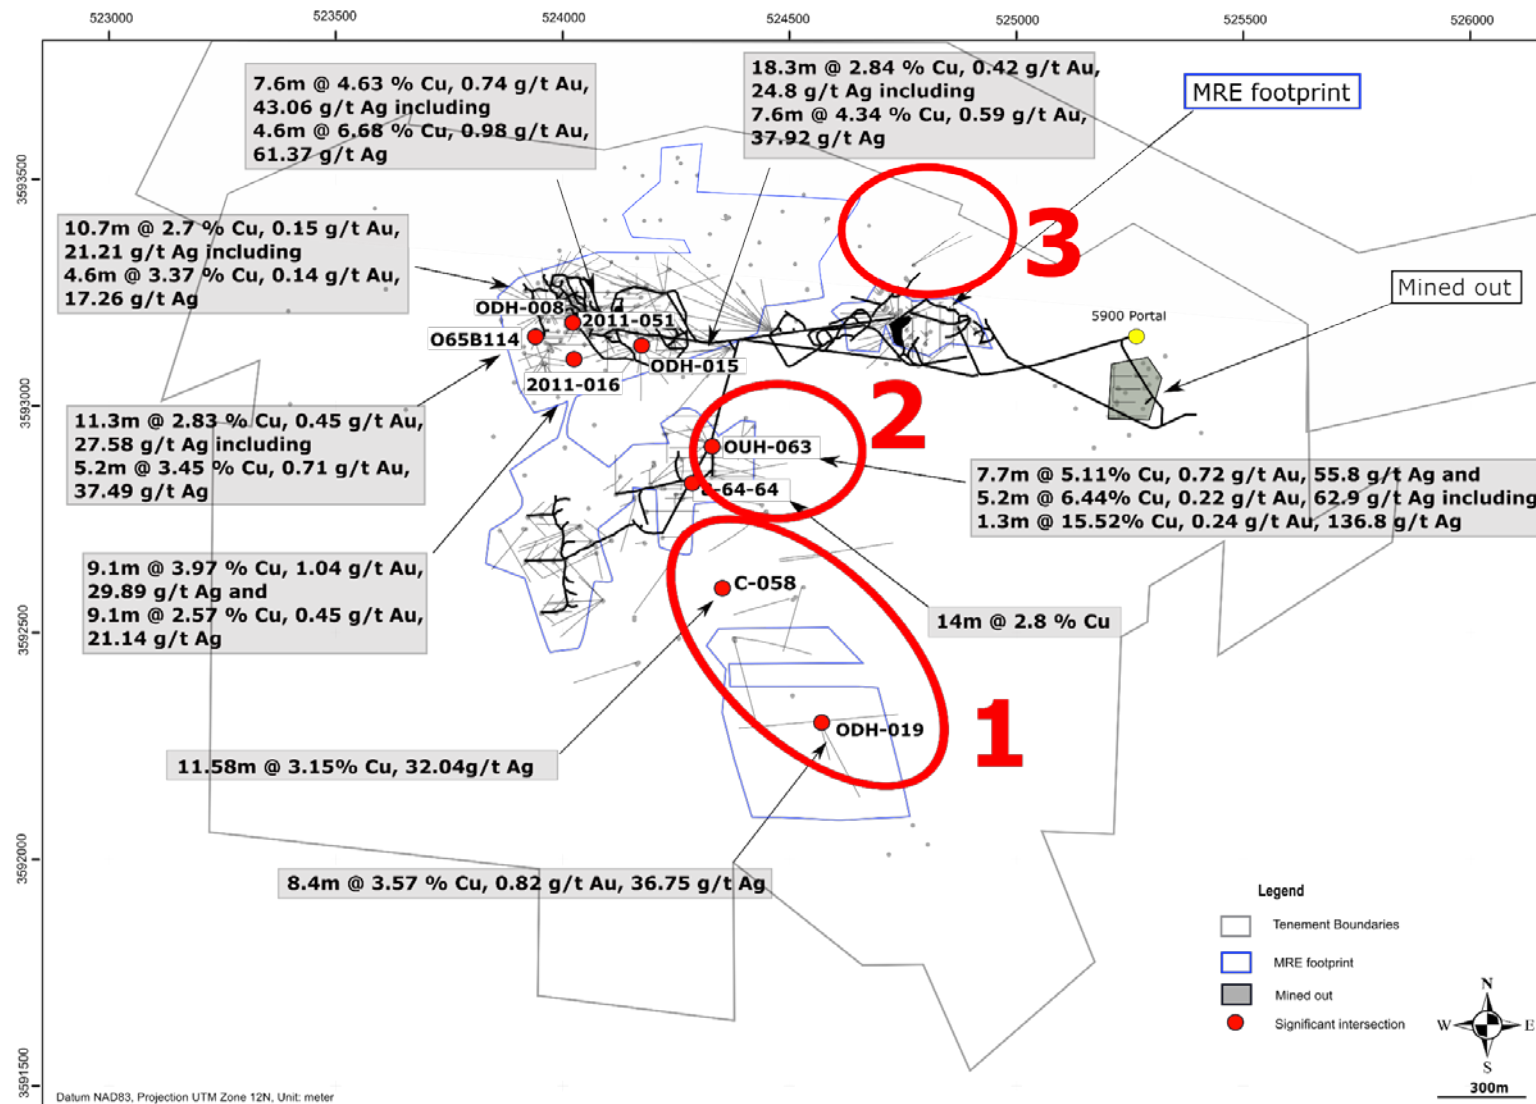 523000
523500
524000
524500
525000
525500
526000
3593500
3593000
3592500
3592000
3591500
7.6m @ 4.63 % Cu, 0.74 g/t Au,
43.06 g/t Ag including
4.6m @ 6.68 % Cu, 0.98 g/t Au,
61.37 g/t Ag
18.3m @ 2.84 % Cu, 0.42 g/t Au,
24.8 g/t Ag including
7.6m @ 4.34 % Cu, 0.59 g/t Au,
37.92 g/t Ag
MRE footprint
10.7m @ 2.7 % Cu, 0.15 g/t Au,
21.21 g/t Ag including
4.6m @ 3.37 % Cu, 0.14 g/t Au,
17.26 g/t Ag
3
Mined out
5900 Portal
ODH-008
2011-051
O65B114
ODH-015
2011-016
2
11.3m @ 2.83 % Cu, 0.45 g/t Au,
27.58 g/t Ag including
5.2m @ 3.45 % Cu, 0.71 g/t Au,
37.49 g/t Ag
OUH-063
-64-64
7.7m @ 5.11% Cu, 0.72 g/t Au, 55.8 g/t Ag and
5.2m @ 6.44% Cu, 0.22 g/t Au, 62.9 g/t Ag including
1.3m @ 15.52% Cu, 0.24 g/t Au, 136.8 g/t Ag
9.1m @ 3.97 % Cu, 1.04 g/t Au,
29.89 g/t Ag and
9.1m @ 2.57 % Cu, 0.45 g/t Au,
21.14 g/t Ag
C-058
14m @ 2.8 % Cu
1
ODH-019
11.58m @ 3.15% Cu, 32.04g/t Ag
8.4m @ 3.57 % Cu, 0.82 g/t Au, 36.75 g/t Ag
Legend
Tenement Boundaries
MRE footprint
Mined out
Significant intersection
N
W
E
S
300m
Datum NAD83, Projection UTM Zone 12N, Unit: meter